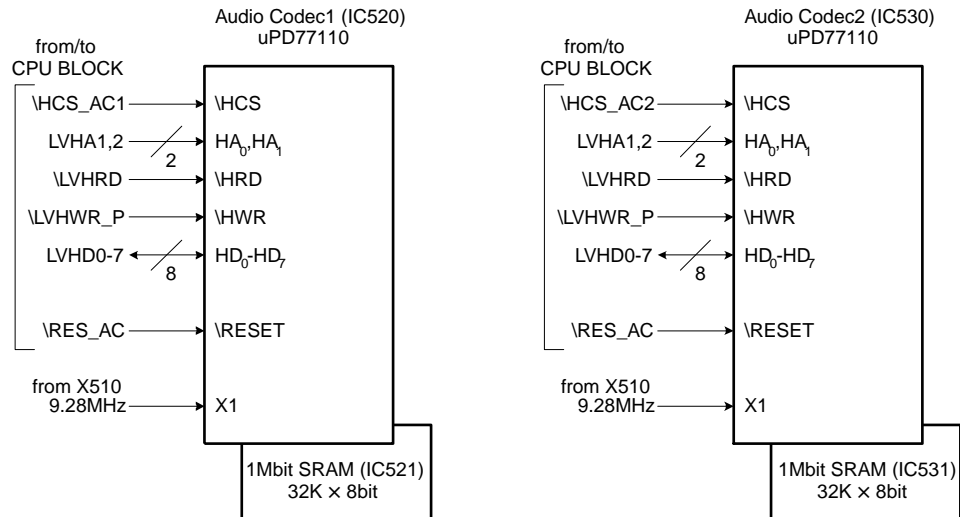 Audio Codec1 (IC520)
uPD77110
from/to
CPU BLOCK
\HCS_AC1
\HCS
LVHA1,2
2
HA0,HA1
\LVHRD
\HRD
\LVHWR_P
\HWR
LVHD0-7
8
HD0-HD7
\RES_AC
\RESET
from X510
9.28MHz
X1
1Mbit SRAM (IC521)
32K × 8bit
Audio Codec2 (IC530)
uPD77110
from/to
CPU BLOCK
\HCS_AC2
\HCS
LVHA1,2
2
HA0,HA1
\LVHRD
\HRD
\LVHWR_P
\HWR
LVHD0-7
8
HD0-HD7
\RES_AC
\RESET
from X510
9.28MHz
X1
1Mbit SRAM (IC531)
32K × 8bit